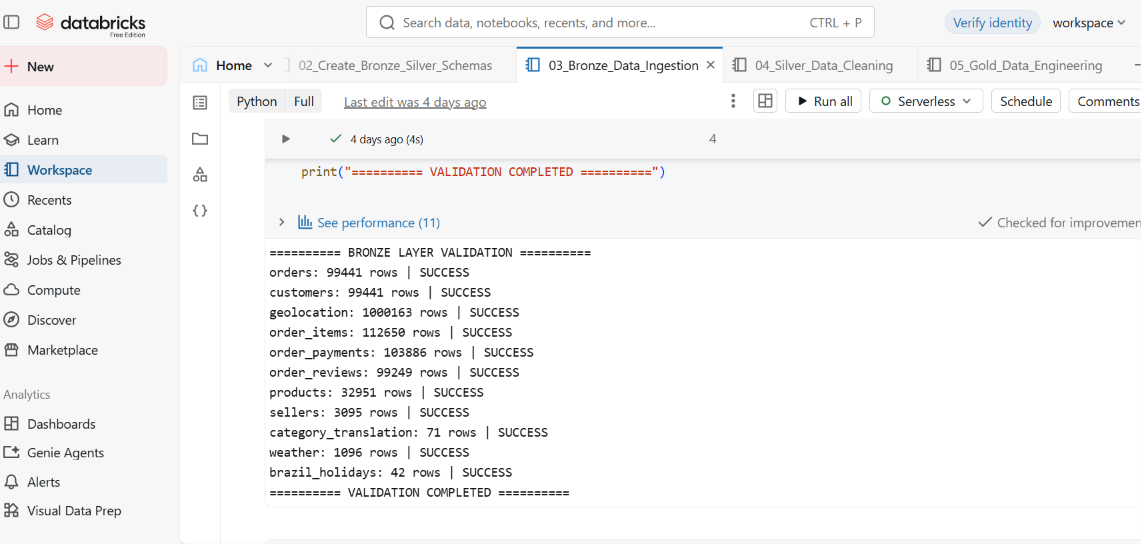 databricks
Free Edition
Search data, notebooks, recents, and more...
CTRL + P
Verify identity
workspace
New
Home
Learn
Workspace
Recents
Catalog
Jobs & Pipelines
Compute
Discover
Marketplace
Analytics
Dashboards
Genie Agents
Alerts
Visual Data Prep
Home
02_Create_Bronze_Silver_Schemas
03_Bronze_Data_Ingestion
04_Silver_Data_Cleaning
05_Gold_Data_Engineering
Python Full Last edit was 4 days ago
Run all
Serverless
Schedule
Comments
4 days ago (4s)
4
print("========== VALIDATION COMPLETED ==========")
See performance (11)
Checked for improvemen
========== BRONZE LAYER VALIDATION ==========
orders: 99441 rows | SUCCESS
customers: 99441 rows | SUCCESS
geolocation: 1000163 rows | SUCCESS
order_items: 112650 rows | SUCCESS
order_payments: 103886 rows | SUCCESS
order_reviews: 99249 rows | SUCCESS
products: 32951 rows | SUCCESS
sellers: 3095 rows | SUCCESS
category_translation: 71 rows | SUCCESS
weather: 1096 rows | SUCCESS
brazil_holidays: 42 rows | SUCCESS
========== VALIDATION COMPLETED ==========